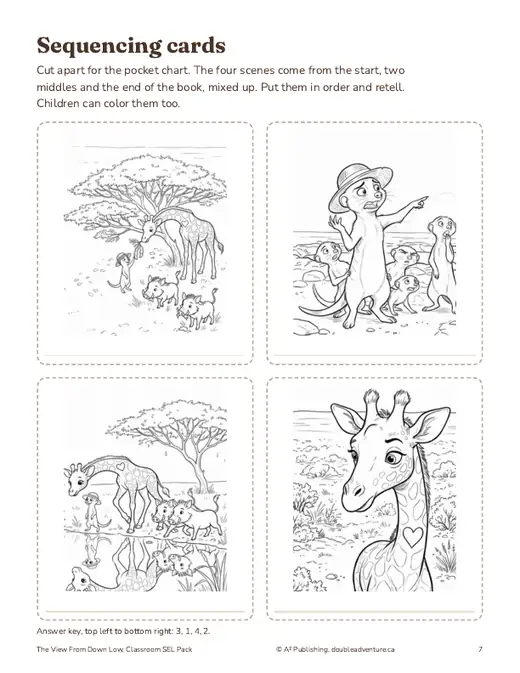 Sequencing cards
Cut apart for the pocket chart. The four scenes come from the start, two
middles and the end of the book, mixed up. Put them in order and retell.
Children can color them too.
Answer key, top left to bottom right: 3, 1, 4, 2.
The View From Down Low, Classroom SEL Pack
© A² Publishing, doubleadventure.ca
7